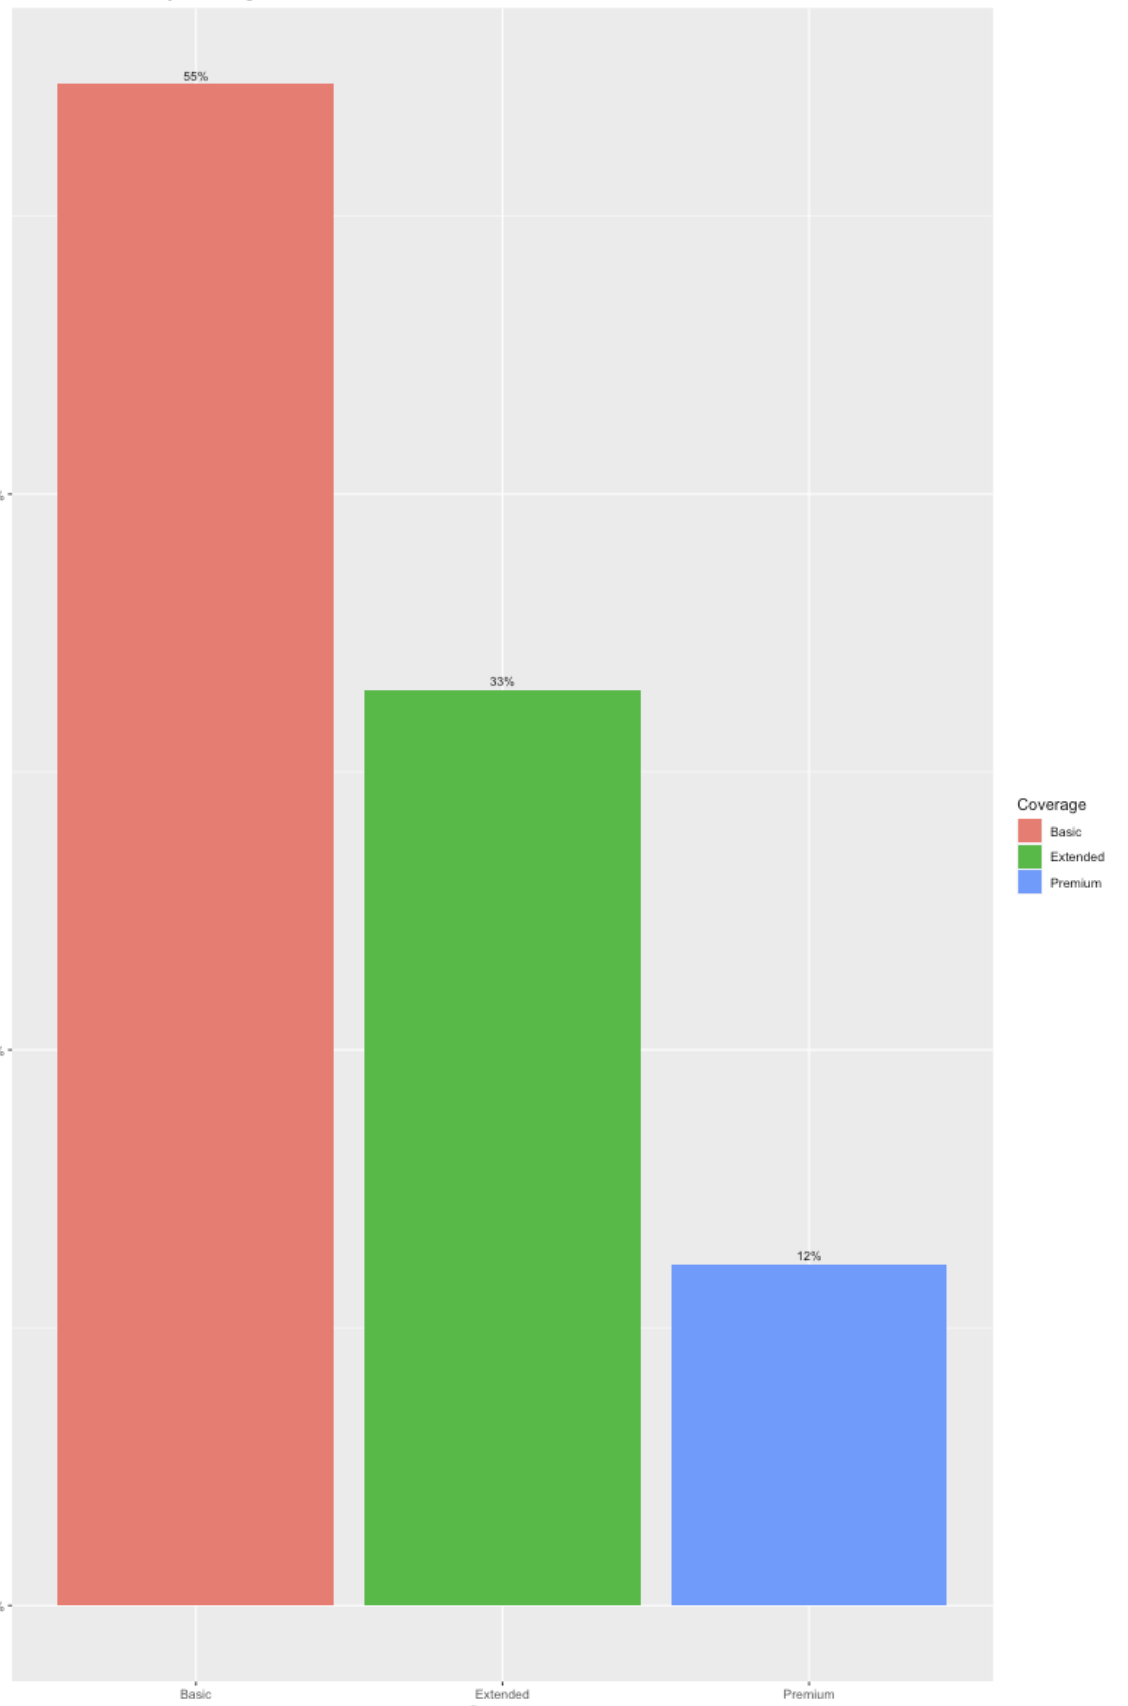 55%
33%
12%
Coverage
Basic
Extended
Premium
Basic
Extended
Premium